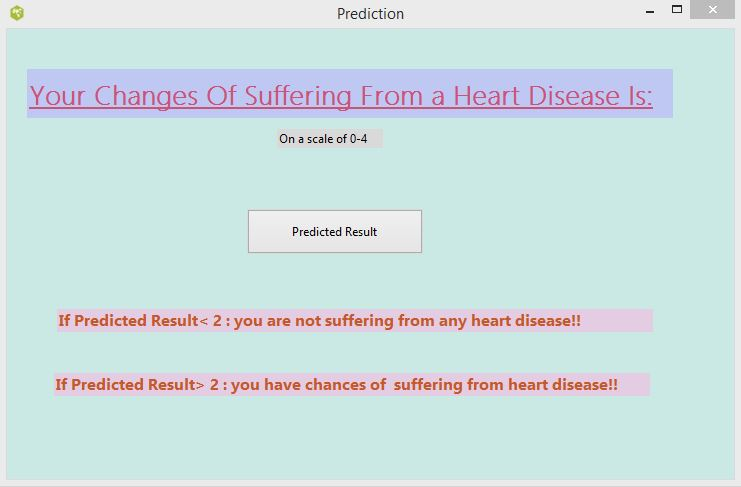 Prediction
Your Changes Of Suffering From a Heart Disease Is:
On a scale of 0-4
Predicted Result
If Predicted Result< 2 : you are not suffering from any heart disease!!
If Predicted Result> 2 : you have chances of  suffering from heart disease!!